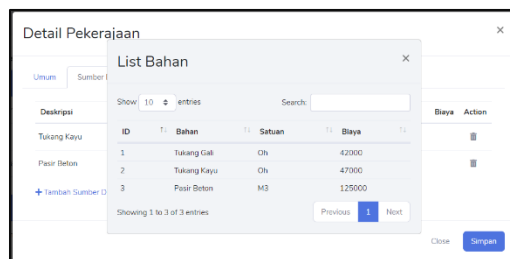 Detail Pekerajaan ×
List Bahan ×
Umum Sumber
Show 10 entries Search:
Deskripsi Biaya Action
ID Bahan Satuan Biaya
Tukang Kayu
1 Tukang Gali Oh 42000
2 Tukang Kayu Oh 47000
Pasir Beton
3 Pasir Beton M3 125000
+ Tambah Sumber D
Showing 1 to 3 of 3 entries Previous 1 Next
Close Simpan